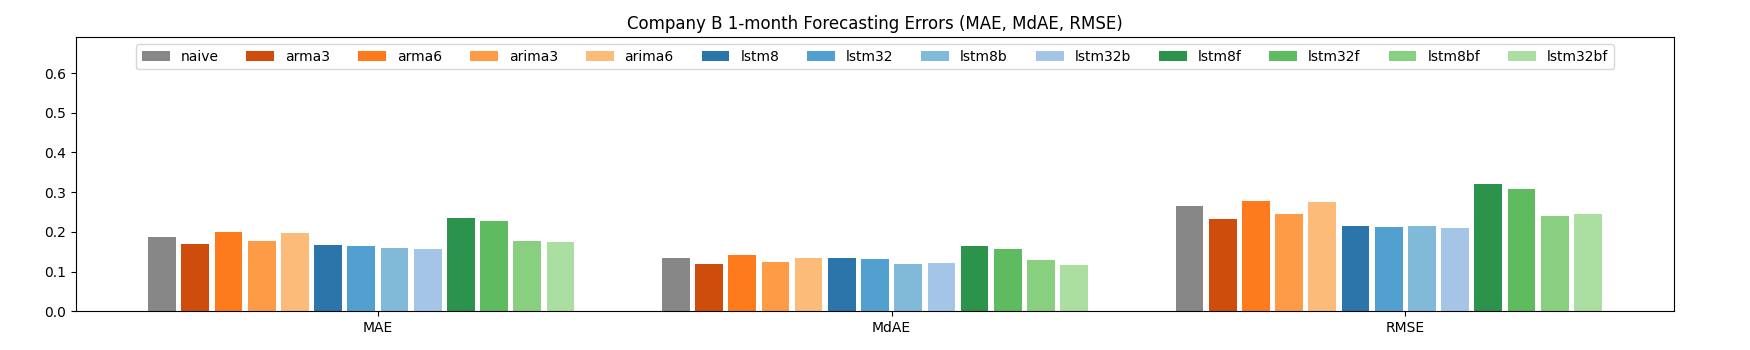 Company B 1-month Forecasting Errors (MAE, MdAE, RMSE)
naive arma3 arma6 arima3 arima6 lstm8 lstm32 lstm8b lstm32b lstm8f lstm32f lstm8bf lstm32bf
0.6
0.5
0.4
0.3
0.2
0.1
0.0
MAE MdAE RMSE